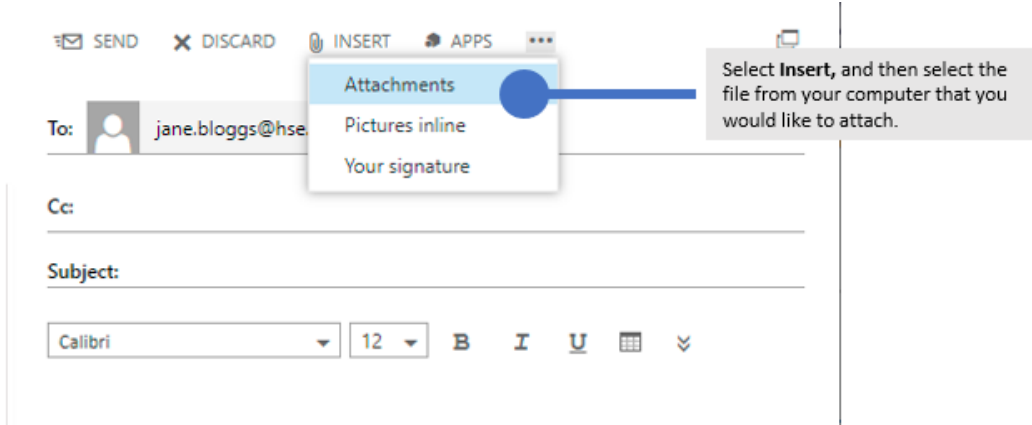 SEND DISCARD INSERT APPS •••
Attachments
Select Insert, and then select the
file from your computer that you
would like to attach.
To: jane.bloggs@hse.
Pictures inline
Your signature
Cc:
Subject:
Calibri 12 B I U